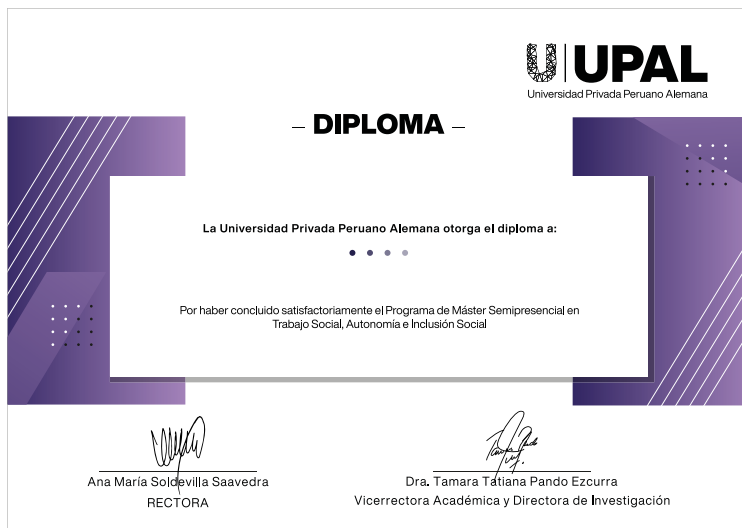 UPAL
Universidad Privada Peruano Alemana
– DIPLOMA –
La Universidad Privada Peruano Alemana otorga el diploma a:
Por haber concluido satisfactoriamente el Programa de Máster Semipresencial en
Trabajo Social, Autonomía e Inclusión Social
Ana María Soldevilla Saavedra
RECTORA
Dra. Tamara Tatiana Pando Ezcurra
Vicerrectora Académica y Directora de Investigación